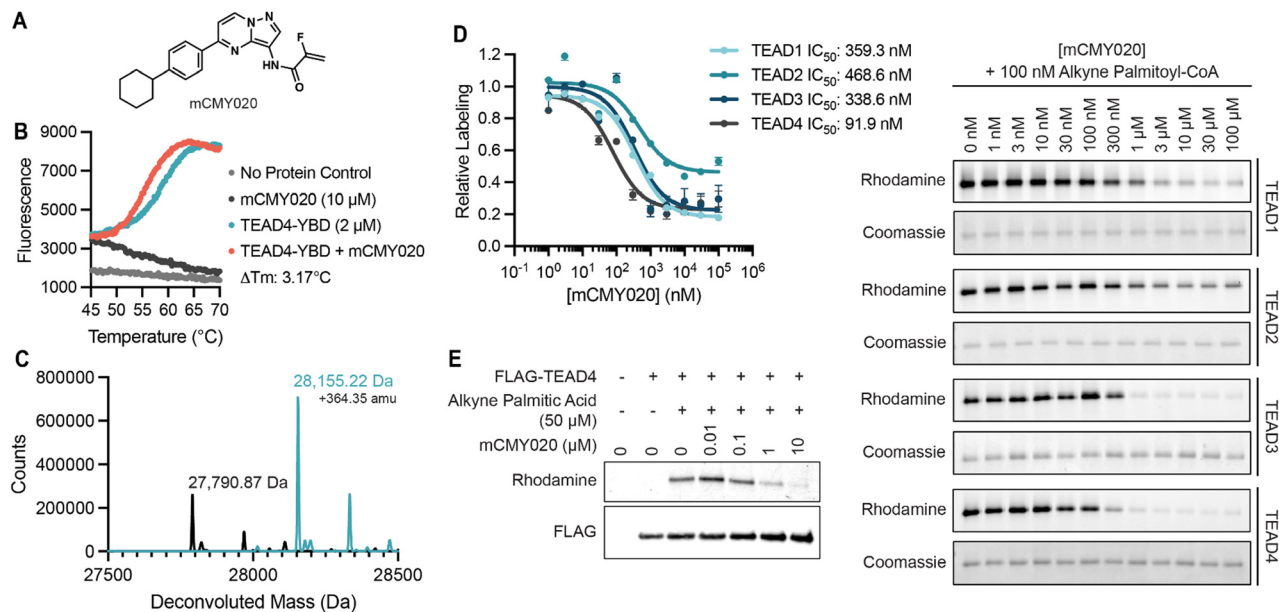 A
N
N
N
N
HN
O
F
mCMY020
B
9000
7000
5000
3000
1000
Fluorescence
45 50 55 60 65 70
Temperature (°C)
No Protein Control
mCMY020 (10 µM)
TEAD4-YBD (2 µM)
TEAD4-YBD + mCMY020
ΔTm: 3.17°C
C
800000
600000
400000
200000
0
Counts
28,155.22 Da
+364.35 amu
27,790.87 Da
27500 28000 28500
Deconvoluted Mass (Da)
D
1.2
1.0
0.8
0.6
0.4
0.2
0.0
Relative Labeling
10-1 100 101 102 103 104 105 106
[mCMY020] (nM)
TEAD1 IC50: 359.3 nM
TEAD2 IC50: 468.6 nM
TEAD3 IC50: 338.6 nM
TEAD4 IC50: 91.9 nM
[mCMY020]
+ 100 nM Alkyne Palmitoyl-CoA
0 nM
1 nM
3 nM
10 nM
30 nM
100 nM
300 nM
1 µM
3 µM
10 µM
30 µM
100 µM
Rhodamine
Coomassie
TEAD1
Rhodamine
Coomassie
TEAD2
Rhodamine
Coomassie
TEAD3
Rhodamine
Coomassie
TEAD4
E
FLAG-TEAD4 - + + + + + +
Alkyne Palmitic Acid - - + + + + +
(50 µM)
mCMY020 (µM) 0 0 0 0.01 0.1 1 10
Rhodamine
FLAG